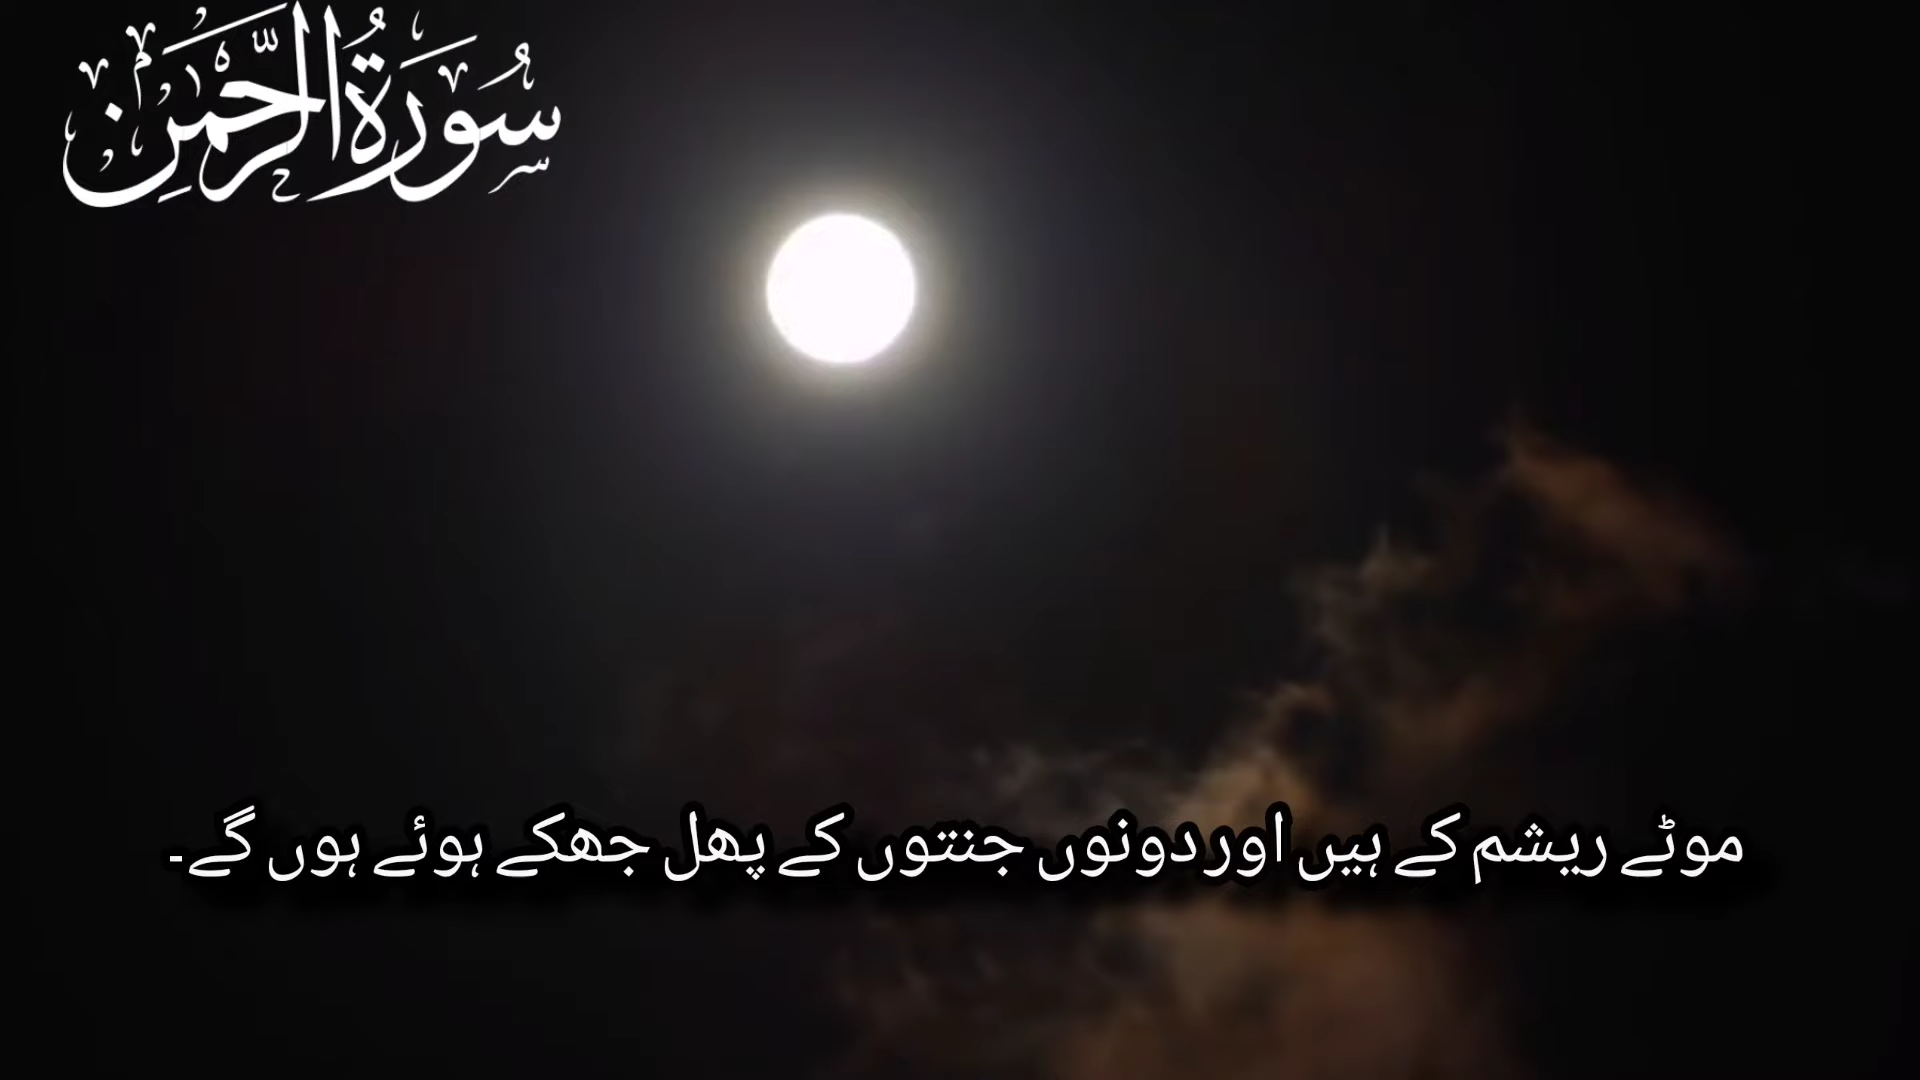 سُورَةُ الرَّحْمٰنِ
موٹے ریشم کے ہیں اور دونوں جنتوں کے پھل جھکے ہوئے ہوں گے۔